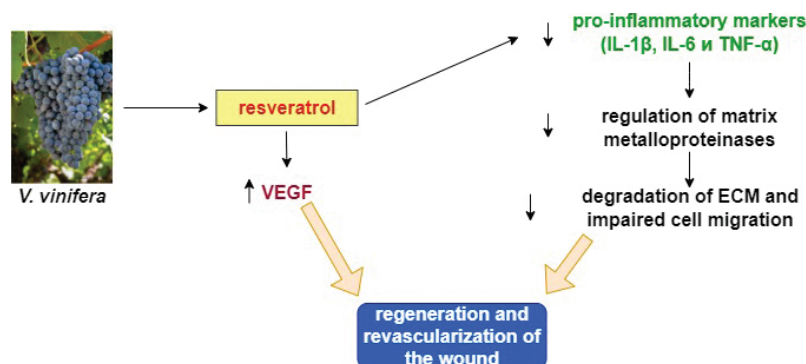 pro-inflammatory markers
(IL-1β, IL-6 и TNF-α)
resveratrol
regulation of matrix
metalloproteinases
V. vinifera
VEGF
degradation of ECM and
impaired cell migration
regeneration and
revascularization of
the wound